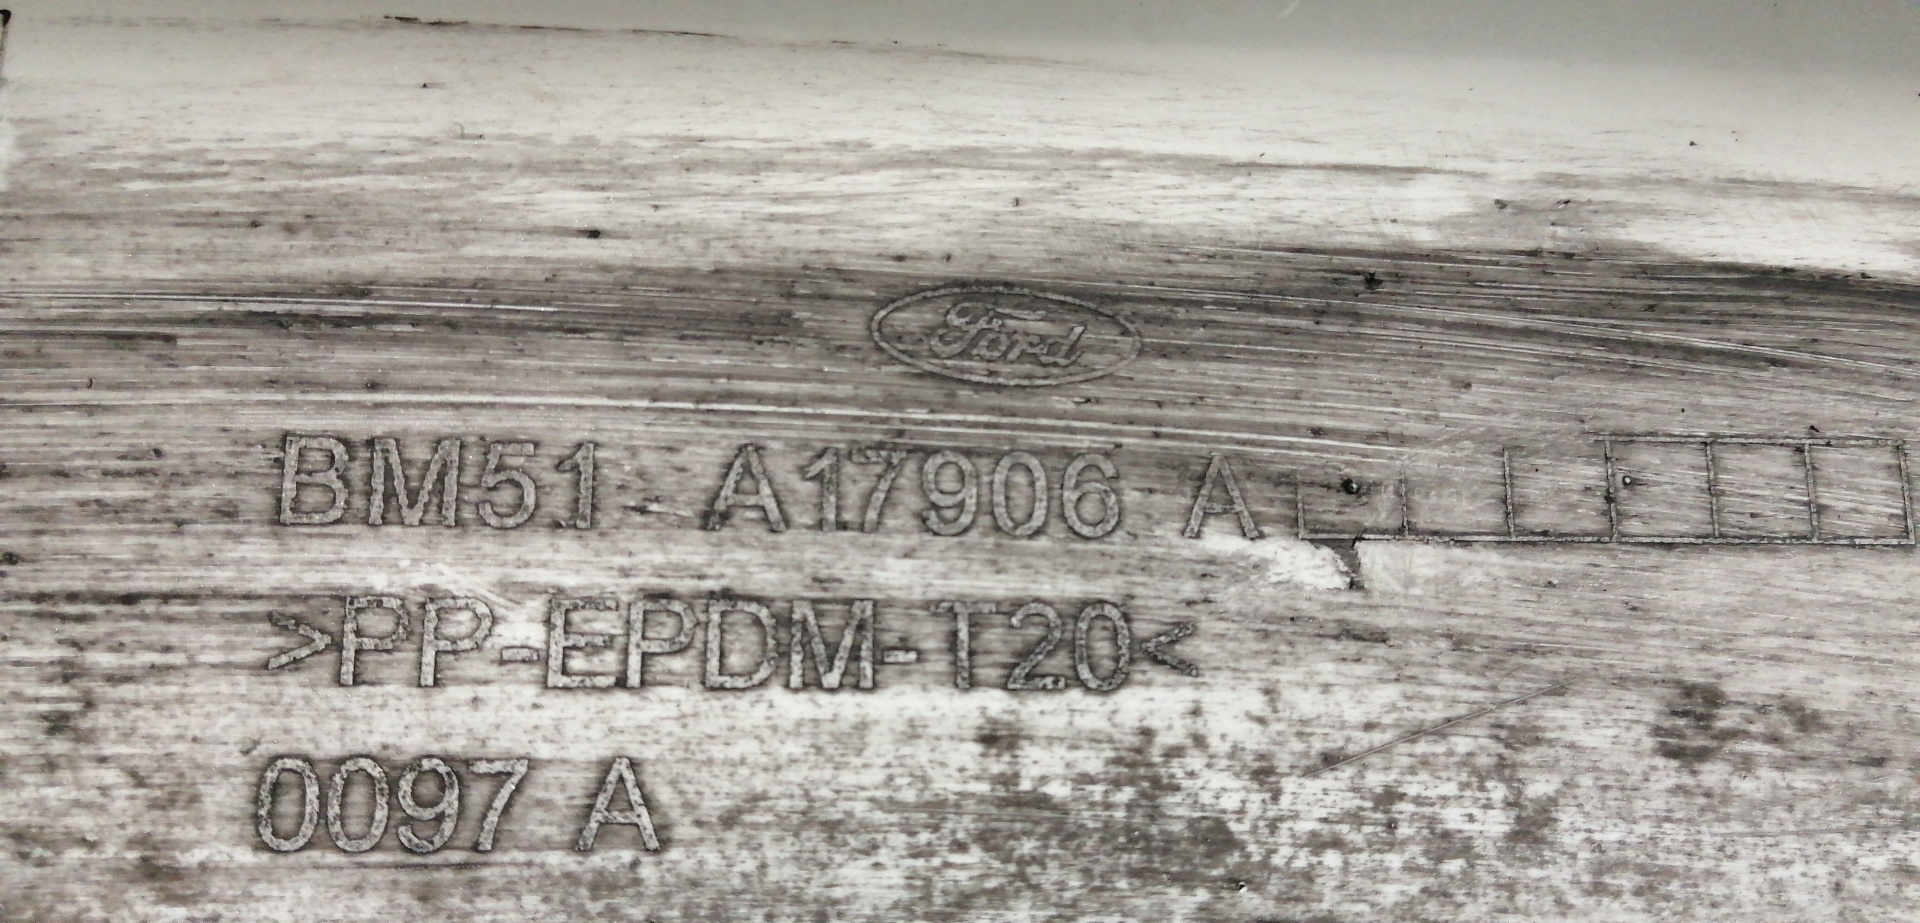 Ford
BM51 A17906 A
>PP-EPDM-T20<
0097 A